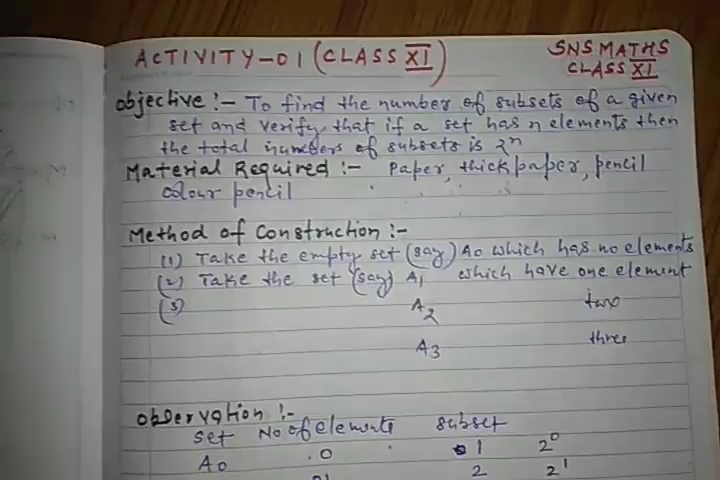 ACTIVITY-01 (CLASS XI)
SNS MATHS
CLASS XI
Objective :- To find the number of subsets of a given
set and verify that if a set has n elements then
the total numbers of subsets is 2ⁿ
Material Required :- Paper, thick paper, pencil
colour pencil
Method of Construction :-
(1) Take the empty set (say) A0 which has no elements
(2) Take the set (say) A1 which have one element
(3) A2 two
A3 three
Observation :-
Set No of elements subset
A0 0 1 2⁰
01 2 2¹